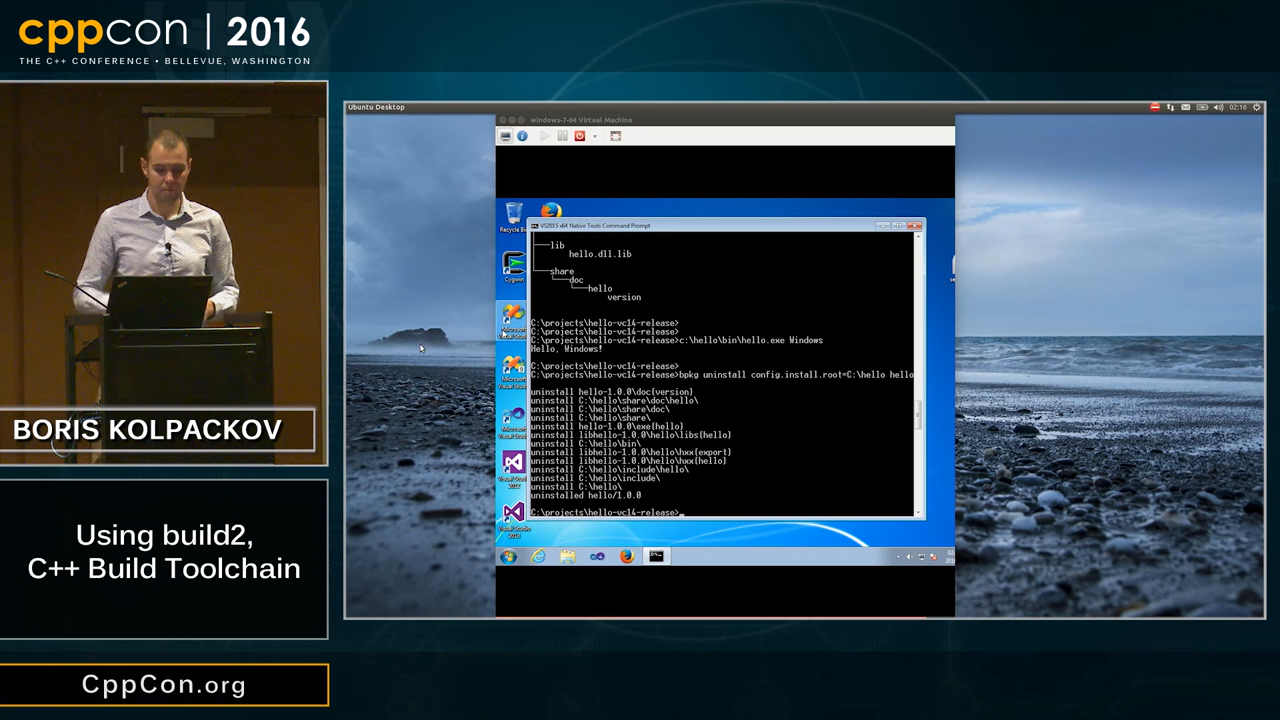 cppcon | 2016
THE C++ CONFERENCE • BELLEVUE, WASHINGTON
BORIS KOLPACKOV
Using build2,
C++ Build Toolchain
CppCon.org
Ubuntu Desktop
02:16
windows-7-64 Virtual Machine
Recycle Bin
Cygwin
VS2015 x64 Native Tools Command Prompt
lib
hello.dll.lib
share
doc
hello
version
C:\projects\hello-vc14-release>
C:\projects\hello-vc14-release>
C:\projects\hello-vc14-release>c:\hello\bin\hello.exe Windows
Hello, Windows!
C:\projects\hello-vc14-release>
C:\projects\hello-vc14-release>bpkg uninstall config.install.root=C:\hello hello
uninstall hello-1.0.0\doc{version}
uninstall C:\hello\share\doc\hello\
uninstall C:\hello\share\doc\
uninstall C:\hello\share\
uninstall hello-1.0.0\exe{hello}
uninstall libhello-1.0.0\hello\libs{hello}
uninstall C:\hello\bin\
uninstall libhello-1.0.0\hello\hxx{export}
uninstall libhello-1.0.0\hello\hxx{hello}
uninstall C:\hello\include\hello\
uninstall C:\hello\include\
uninstall C:\hello\
uninstalled hello/1.0.0
C:\projects\hello-vc14-release>_